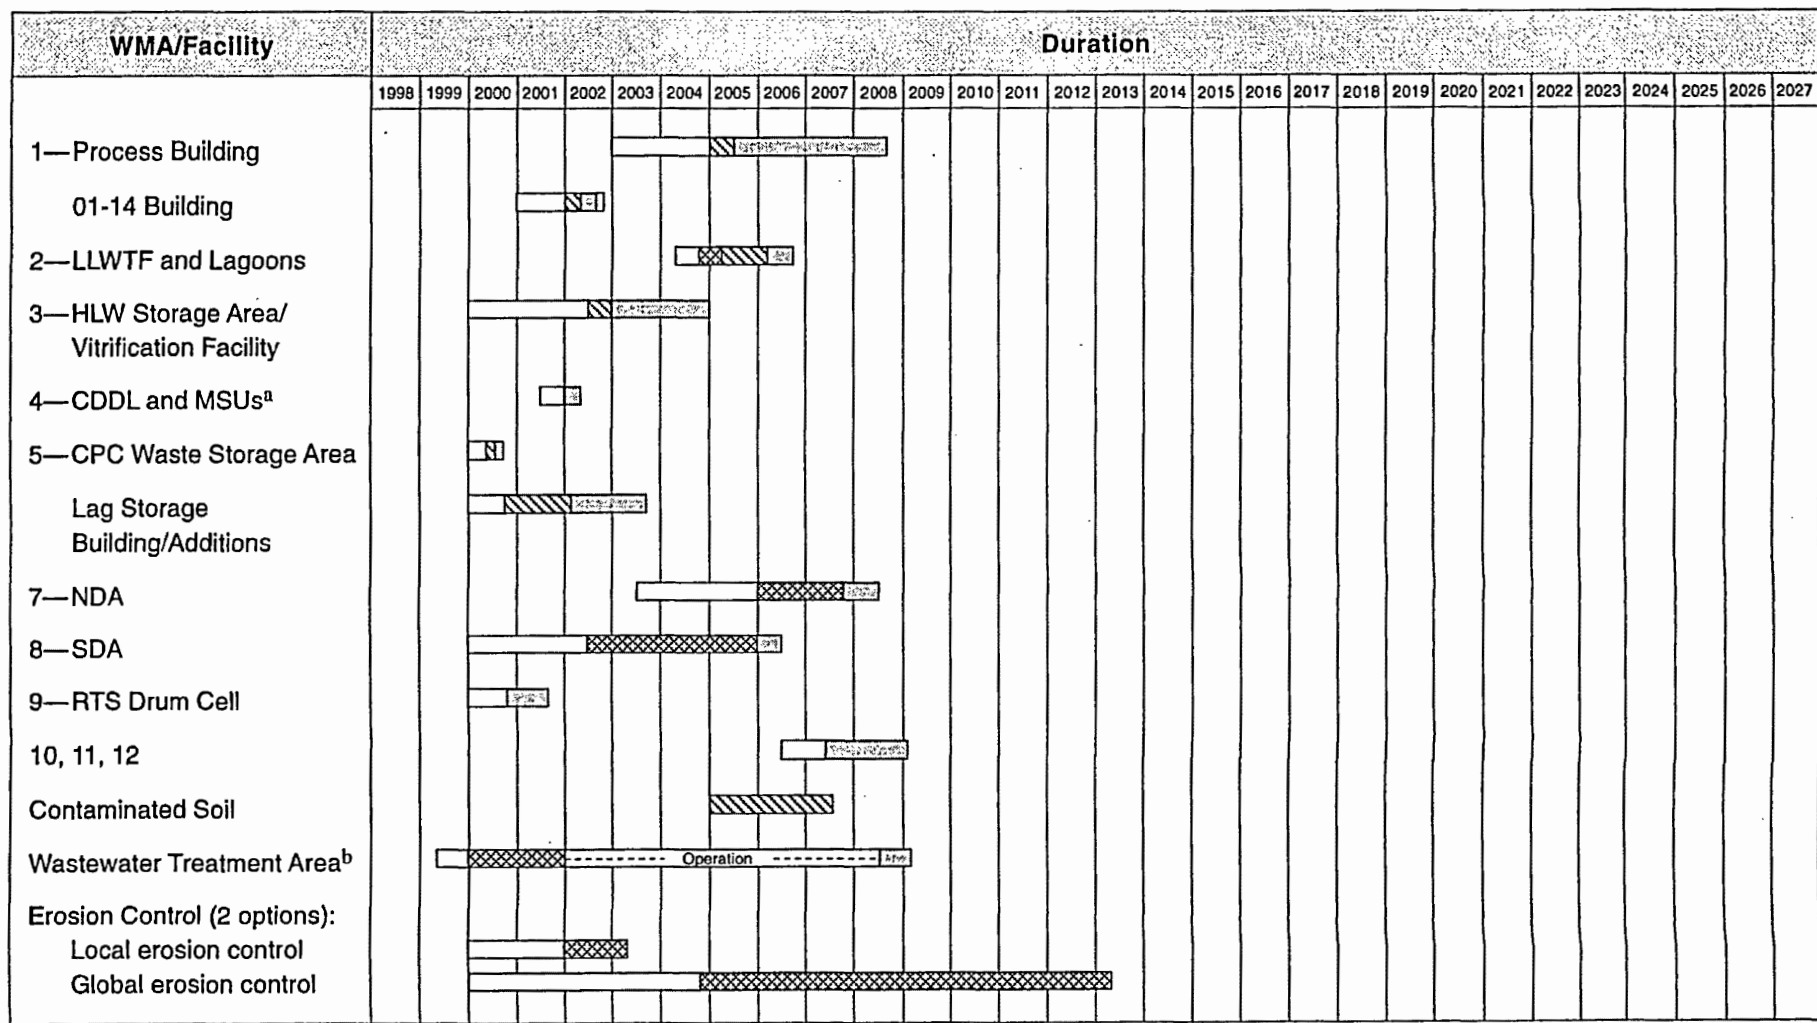 WMA/Facility Duration
1998 1999 2000 2001 2002 2003 2004 2005 2006 2007 2008 2009 2010 2011 2012 2013 2014 2015 2016 2017 2018 2019 2020 2021 2022 2023 2024 2025 2026 2027
1—Process Building
01-14 Building
2—LLWTF and Lagoons
3—HLW Storage Area/
Vitrification Facility
4—CDDL and MSUsᵃ
5—CPC Waste Storage Area
Lag Storage
Building/Additions
7—NDA
8—SDA
9—RTS Drum Cell
10, 11, 12
Contaminated Soil
Wastewater Treatment Areaᵇ Operation
Erosion Control (2 options):
Local erosion control
Global erosion control